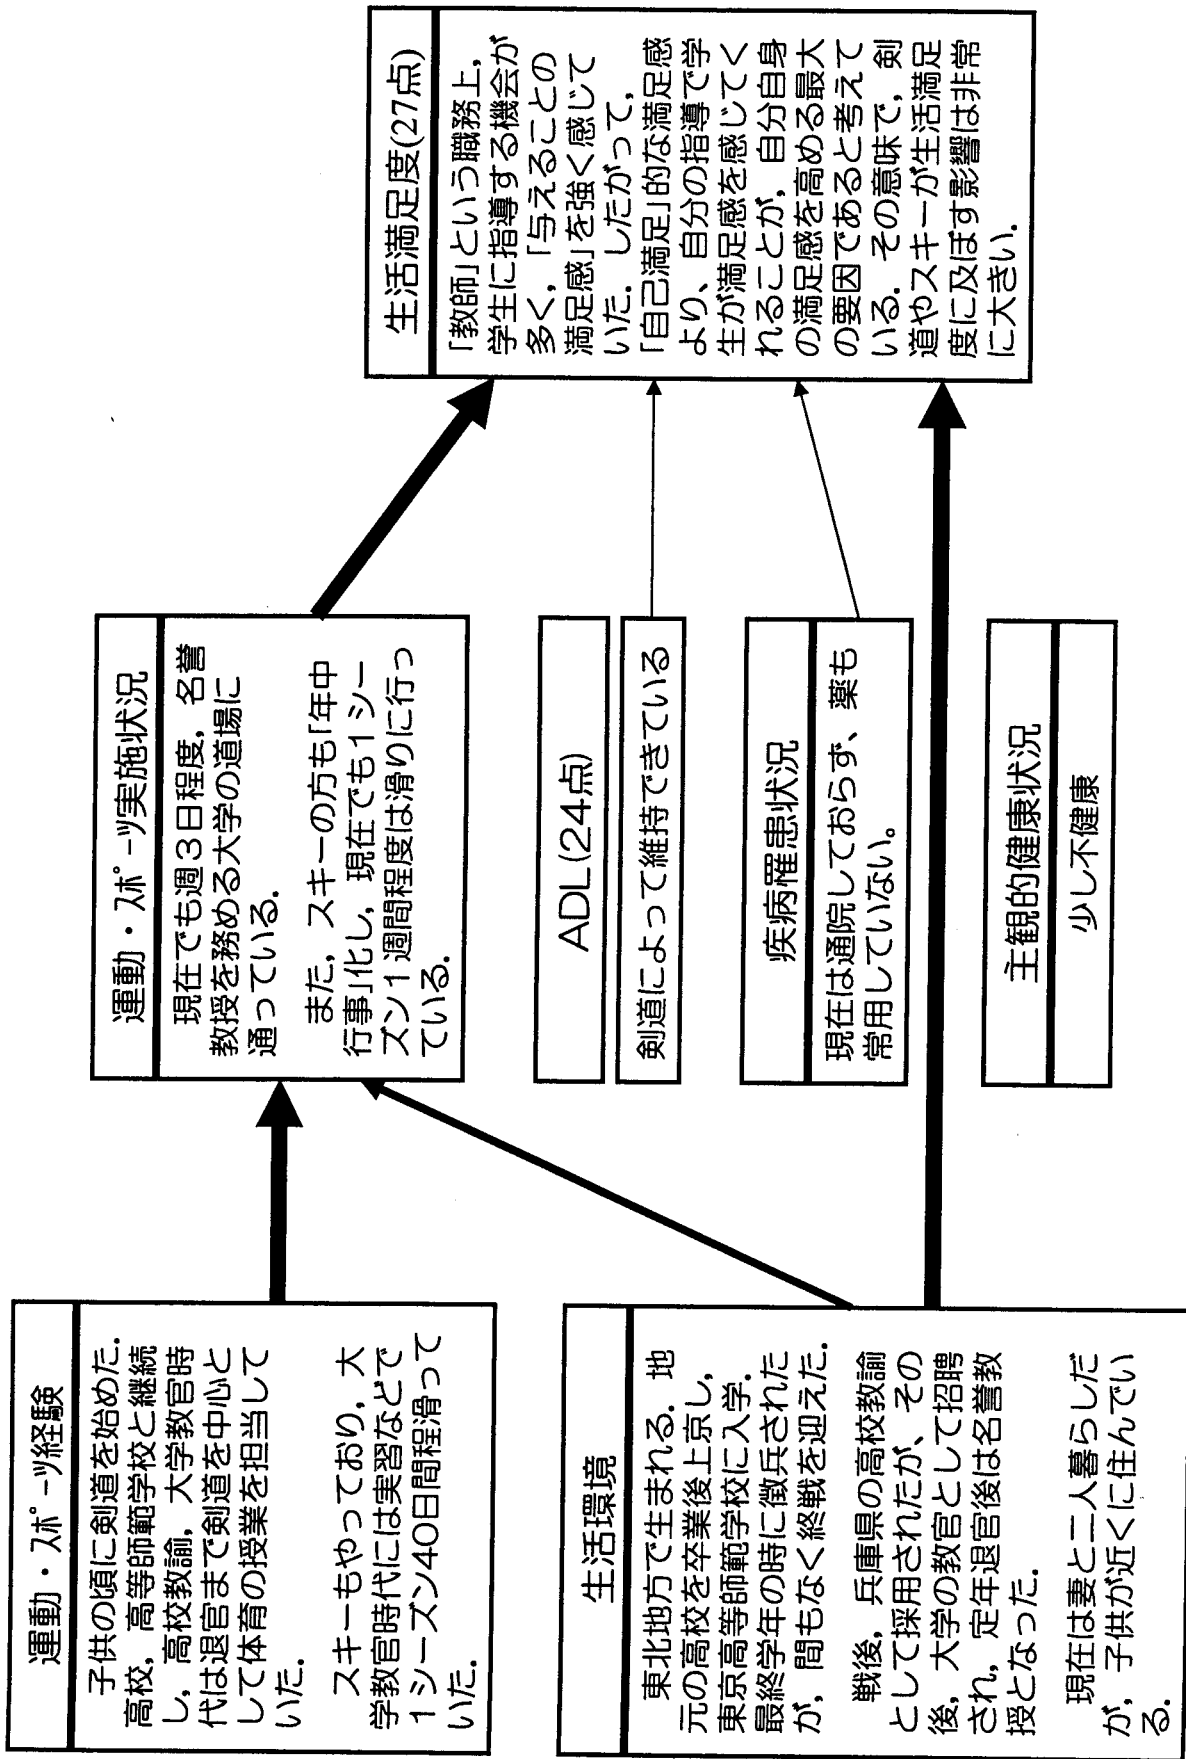 運動・スポーツ経験
子供の頃に剣道を始めた.
高校,高等師範学校と継続
し,高校教諭,大学教官時
代は退官まで剣道を中心と
して体育の授業を担当して
いた.
スキーもやっており,大
学教官時代には実習などで
1シーズン40日間程滑って
いた.
生活環境
東北地方で生まれる.地
元の高校を卒業後上京し,
東京高等師範学校に入学.
最終学年の時に徴兵された
が,間もなく終戦を迎えた.
戦後,兵庫県の高校教諭
として採用されたが、その
後,大学の教官として招聘
され,定年退官後は名誉教
授となった.
現在は妻と二人暮らしだ
が,子供が近くに住んでい
る.
運動・スポーツ実施状況
現在でも週3日程度,名誉
教授を務める大学の道場に
通っている.
また,スキーの方も「年中
行事」化し,現在でも1シー
ズン1週間程度は滑りに行っ
ている.
ADL(24点)
剣道によって維持できている
疾病罹患状況
現在は通院しておらず、薬も
常用していない。
主観的健康状況
少し不健康
生活満足度(27点)
「教師」という職務上,
学生に指導する機会が
多く,「与えることの
満足感」を強く感じて
いた.したがって,
「自己満足」的な満足感
より、自分の指導で学
生が満足感を感じてく
れることが,自分自身
の満足感を高める最大
の要因であると考えて
いる.その意味で,剣
道やスキーが生活満足
度に及ぼす影響は非常
に大きい.